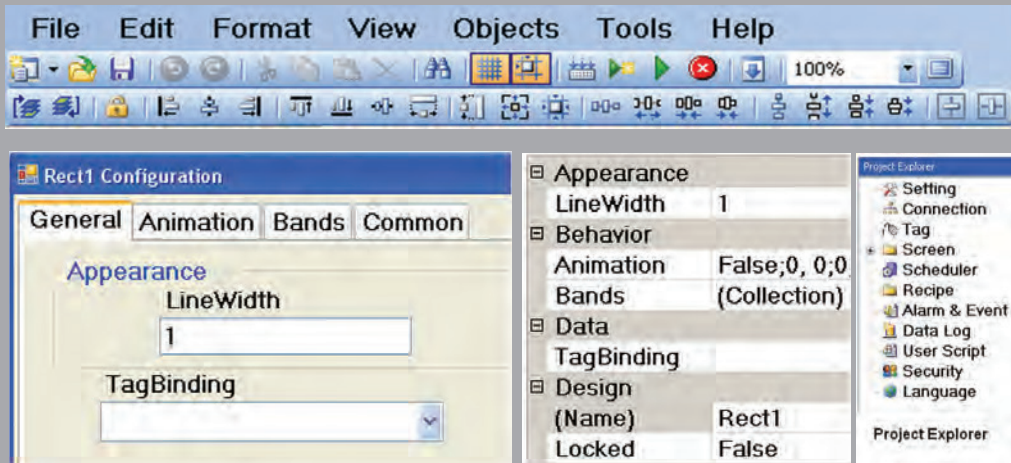 File Edit Format View Objects Tools Help
100%
Rect1 Configuration
General Animation Bands Common
Appearance
LineWidth
1
TagBinding
Appearance
LineWidth 1
Behavior
Animation False;0, 0;0
Bands (Collection)
Data
TagBinding
Design
(Name) Rect1
Locked False
Project Explorer
Setting
Connection
Tag
Screen
Scheduler
Recipe
Alarm & Event
Data Log
User Script
Security
Language
Project Explorer